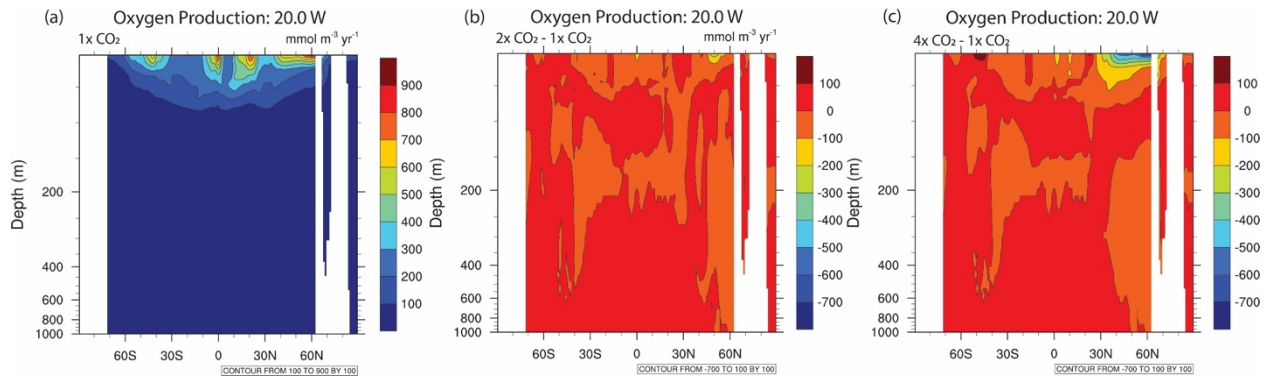 (a) Oxygen Production: 20.0 W
1x CO₂ mmol m⁻³ yr⁻¹
Depth (m)
200
400
600
800
1000
60S 30S 0 30N 60N
CONTOUR FROM 100 TO 900 BY 100
900
800
700
600
500
400
300
200
100
(b) Oxygen Production: 20.0 W
2x CO₂ - 1x CO₂ mmol m⁻³ yr⁻¹
Depth (m)
200
400
600
800
1000
60S 30S 0 30N 60N
CONTOUR FROM -700 TO 100 BY 100
100
0
-100
-200
-300
-400
-500
-600
-700
(c) Oxygen Production: 20.0 W
4x CO₂ - 1x CO₂ mmol m⁻³ yr⁻¹
Depth (m)
200
400
600
800
1000
60S 30S 0 30N 60N
CONTOUR FROM -700 TO 100 BY 100
100
0
-100
-200
-300
-400
-500
-600
-700